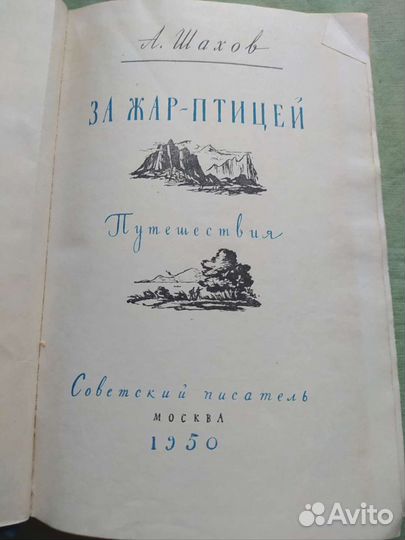 А. Шахов
ЗА ЖАР-ПТИЦЕЙ
Путешествия
Советский писатель
МОСКВА
1950
Avito